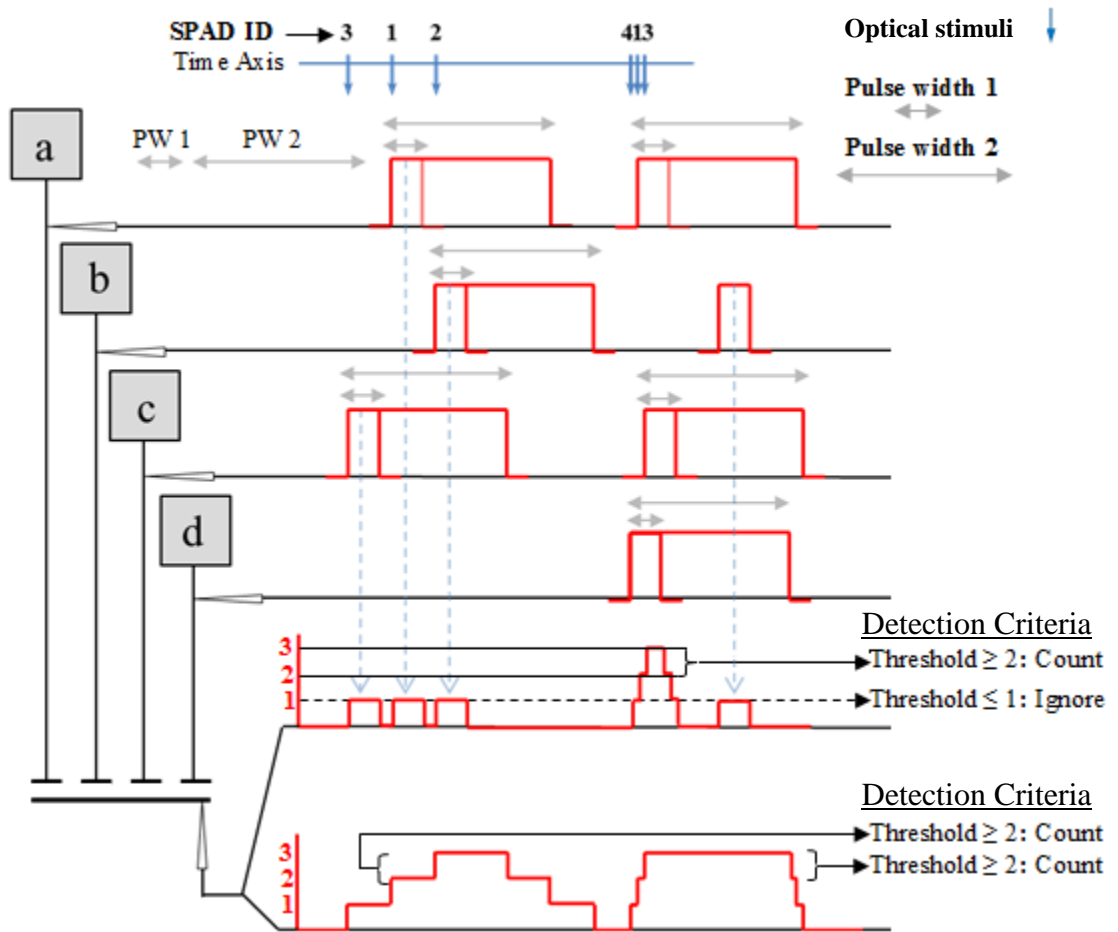 SPAD ID 3 1 2 413
Optical stimuli
Time Axis
Pulse width 1
PW 1 PW 2
Pulse width 2
a
b
c
d
Detection Criteria
3
Threshold ≥ 2: Count
2
1
Threshold ≤ 1: Ignore
Detection Criteria
Threshold ≥ 2: Count
3
Threshold ≥ 2: Count
2
1